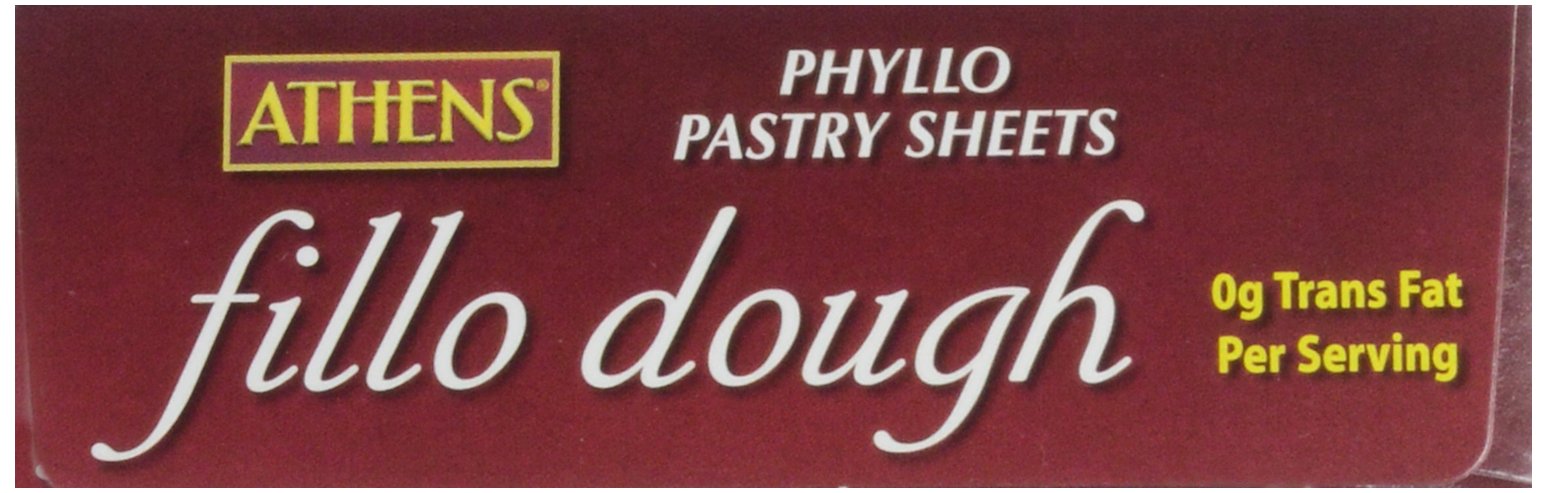 ATHENS®
PHYLLO
PASTRY SHEETS
fillo dough
0g Trans Fat
Per Serving